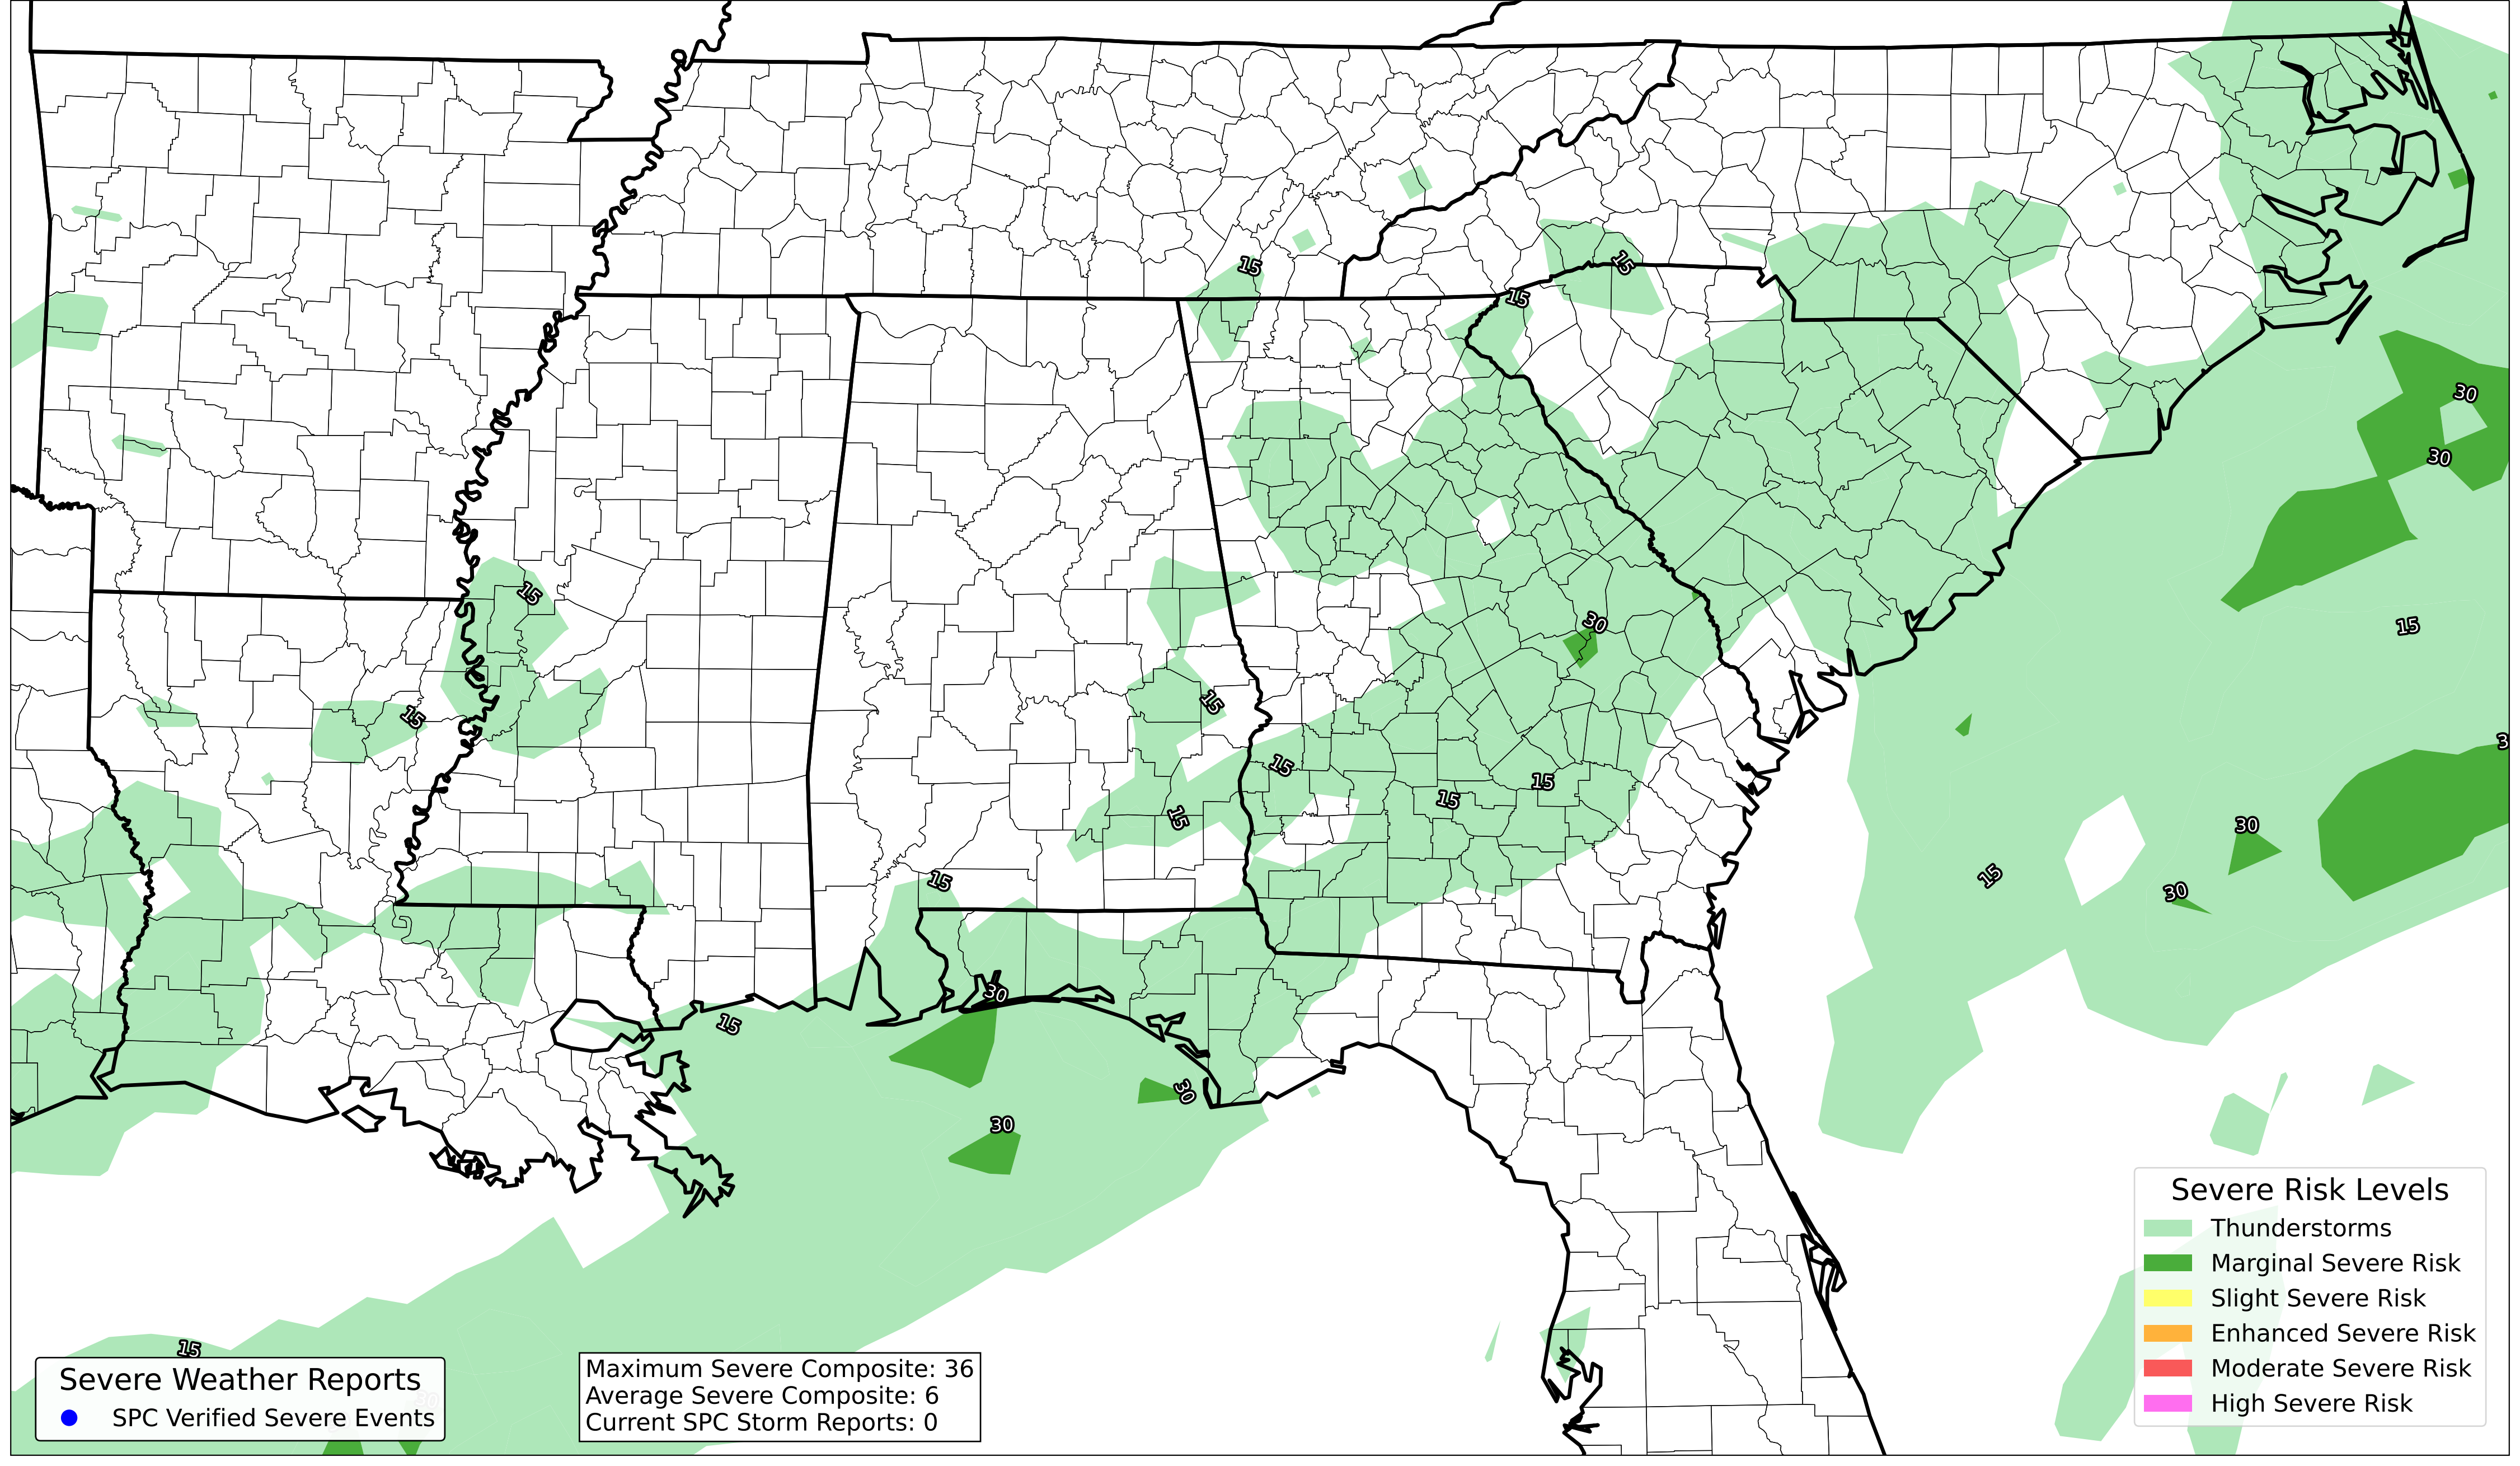 15
15
15
30
30
15
30
15
15
3
15
15
15
15
30
15
15
30
30
15
30
30
15
Severe Risk Levels
Thunderstorms
Marginal Severe Risk
Slight Severe Risk
Enhanced Severe Risk
Moderate Severe Risk
High Severe Risk
15
Severe Weather Reports
SPC Verified Severe Events
Maximum Severe Composite: 36
Average Severe Composite: 6
Current SPC Storm Reports: 0